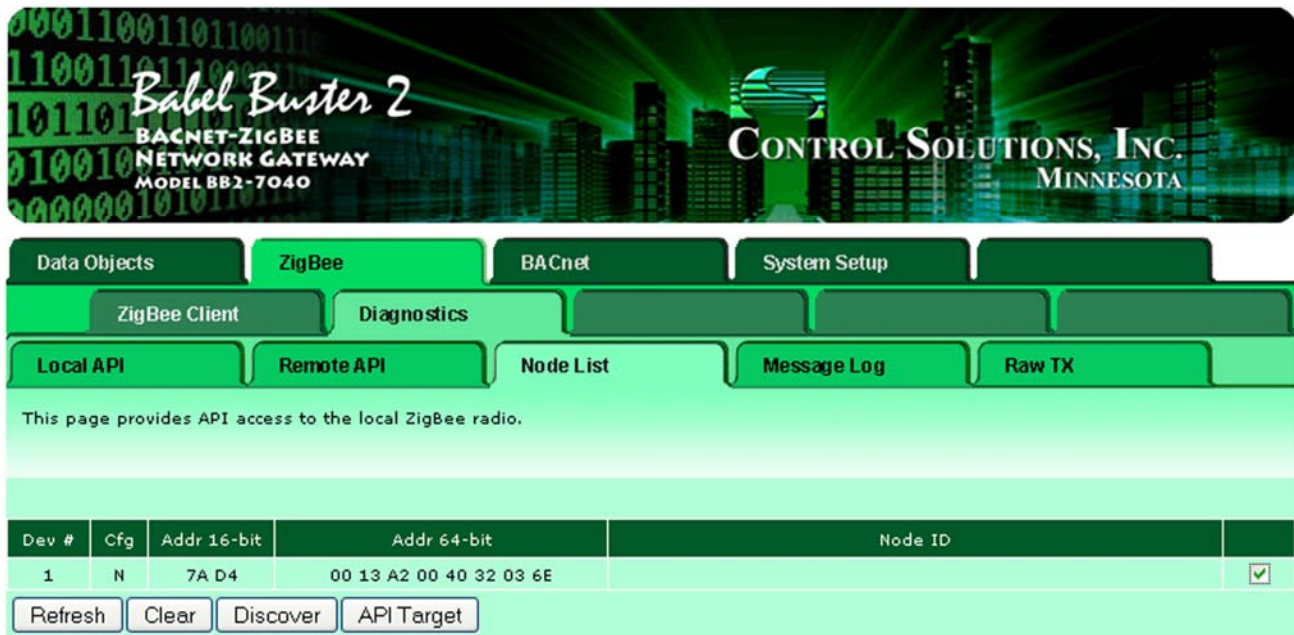 Babel Buster 2
BACNET-ZIGBEE
NETWORK GATEWAY
MODEL BB2-7040
CONTROL SOLUTIONS, INC.
MINNESOTA
Data Objects ZigBee BACnet System Setup
ZigBee Client Diagnostics
Local API Remote API Node List Message Log Raw TX
This page provides API access to the local ZigBee radio.
Dev # Cfg Addr 16-bit Addr 64-bit Node ID
1 N 7A D4 00 13 A2 00 40 32 03 6E
Refresh Clear Discover API Target